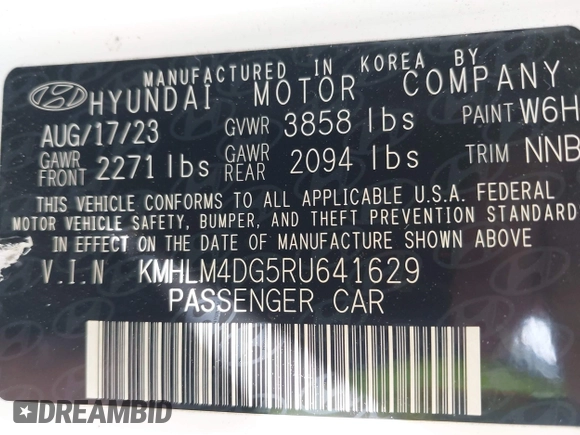 MANUFACTURED IN KOREA BY
HYUNDAI MOTOR COMPANY
AUG/17/23 GVWR 3858 lbs PAINT W6H
GAWR FRONT 2271 lbs GAWR REAR 2094 lbs TRIM NNB
THIS VEHICLE CONFORMS TO ALL APPLICABLE U.S.A. FEDERAL
MOTOR VEHICLE SAFETY, BUMPER, AND THEFT PREVENTION STANDARD
IN EFFECT ON THE DATE OF MANUFACTURE SHOWN ABOVE
V.I.N KMHLM4DG5RU641629
PASSENGER CAR
DREAMBID